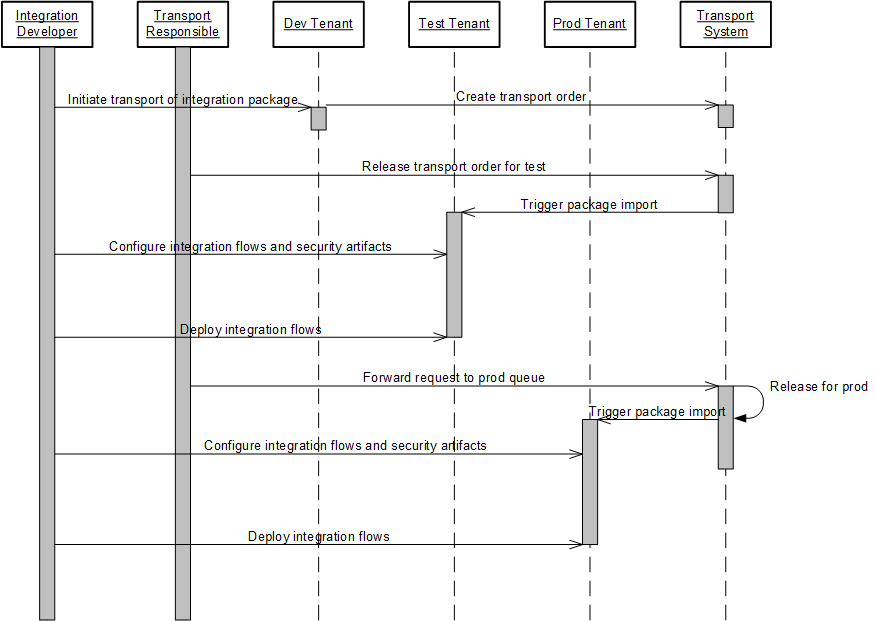 Integration
Developer
Transport
Responsible
Dev Tenant
Test Tenant
Prod Tenant
Transport
System
Initiate transport of integration package
Create transport order
Release transport order for test
Trigger package import
Configure integration flows and security artifacts
Deploy integration flows
Forward request to prod queue
Release for prod
Trigger package import
Configure integration flows and security artifacts
Deploy integration flows